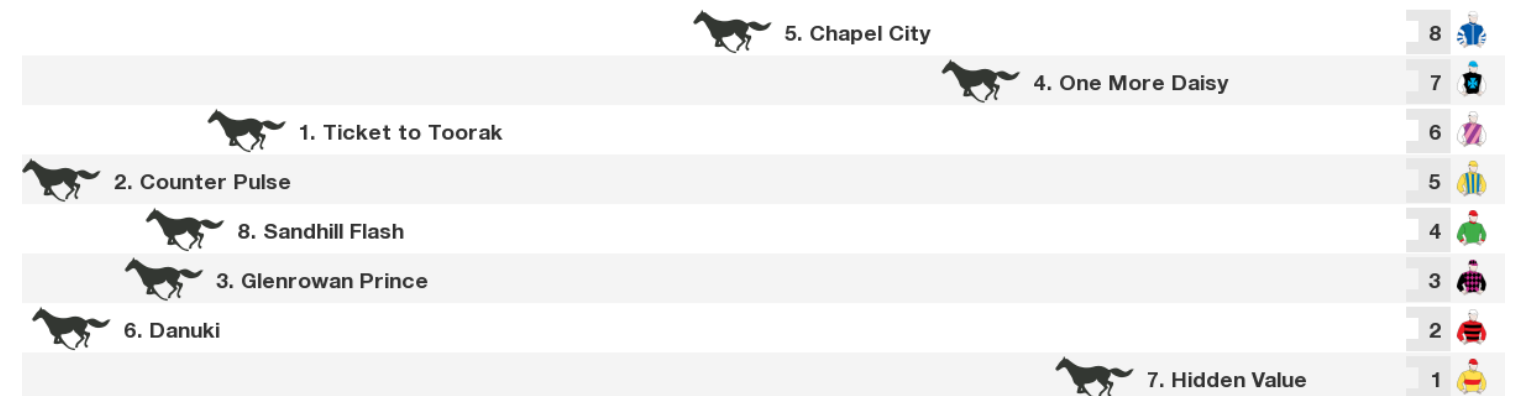 5. Chapel City 8
4. One More Daisy 7
1. Ticket to Toorak 6
2. Counter Pulse 5
8. Sandhill Flash 4
3. Glenrowan Prince 3
6. Danuki 2
7. Hidden Value 1